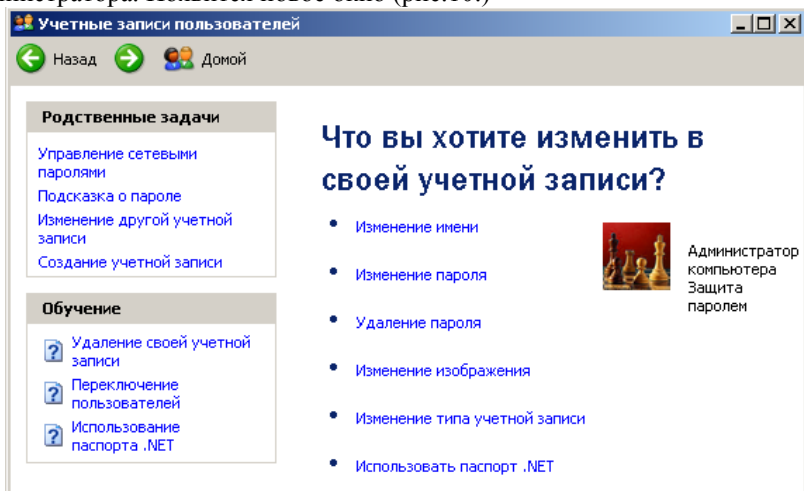 Учетные записи пользователей
Назад
Домой
Родственные задачи
Управление сетевыми
паролями
Подсказка о пароле
Изменение другой учетной
записи
Создание учетной записи
Обучение
Удаление своей учетной
записи
Переключение
пользователей
Использование
паспорта .NET
Что вы хотите изменить в
своей учетной записи?
Изменение имени
Изменение пароля
Удаление пароля
Изменение изображения
Изменение типа учетной записи
Использовать паспорт .NET
Администратор
компьютера
Защита
паролем